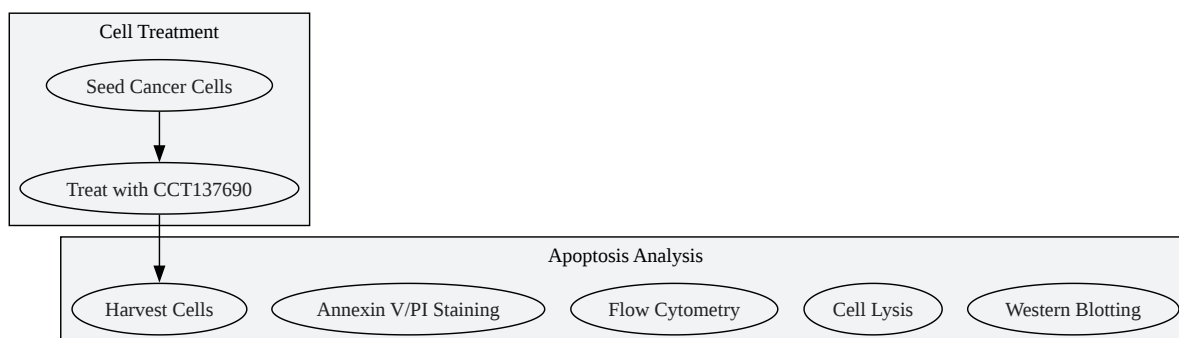 Cell Treatment
Seed Cancer Cells
Treat with CCT137690
Apoptosis Analysis
Harvest Cells
Annexin V/PI Staining
Flow Cytometry
Cell Lysis
Western Blotting